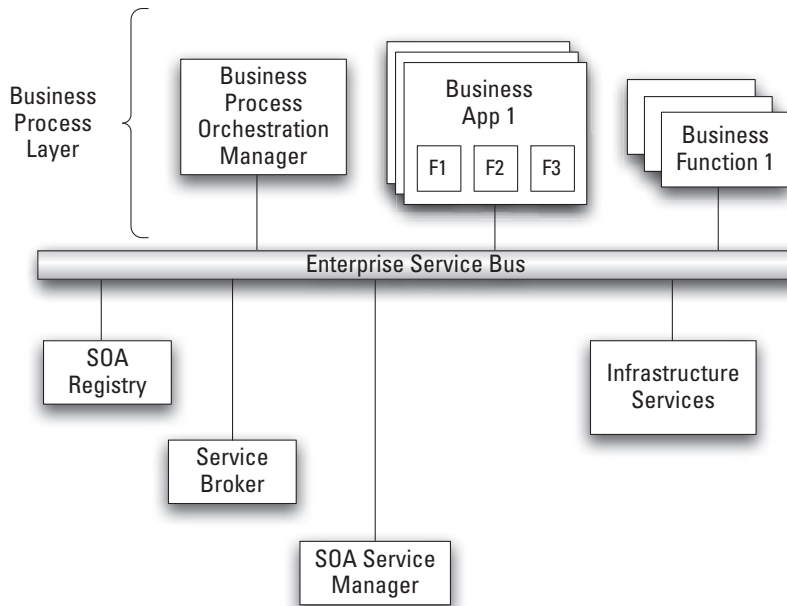 Business
Process
Layer
Business
Process
Orchestration
Manager
Business
App 1
F1 F2 F3
Business
Function 1
Enterprise Service Bus
SOA
Registry
Infrastructure
Services
Service
Broker
SOA Service
Manager